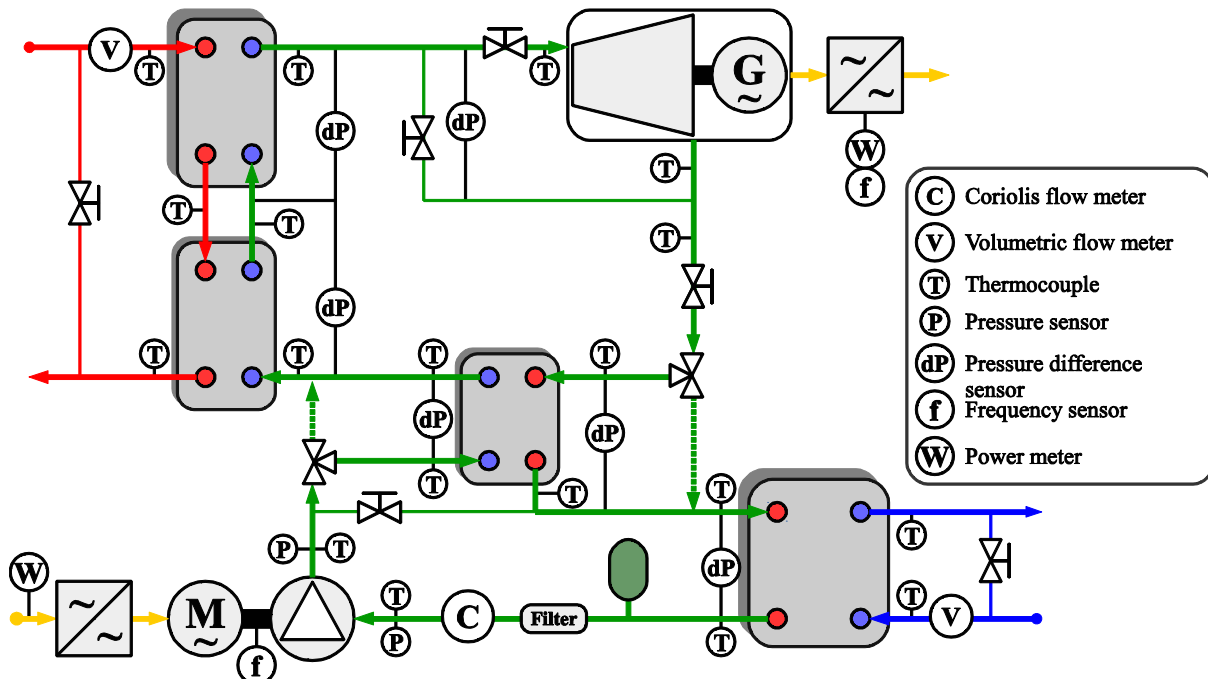 V
T
T
T
G
~
~
~
dP
dP
W
f
T
T
T
T
C Coriolis flow meter
V Volumetric flow meter
T Thermocouple
P Pressure sensor
dP Pressure difference
sensor
f Frequency sensor
W Power meter
dP
T
T
T
T
dP
dP
T
T
T
T
P
T
dP
W
~
~
M
~
f
T
P
C
Filter
T
T
V